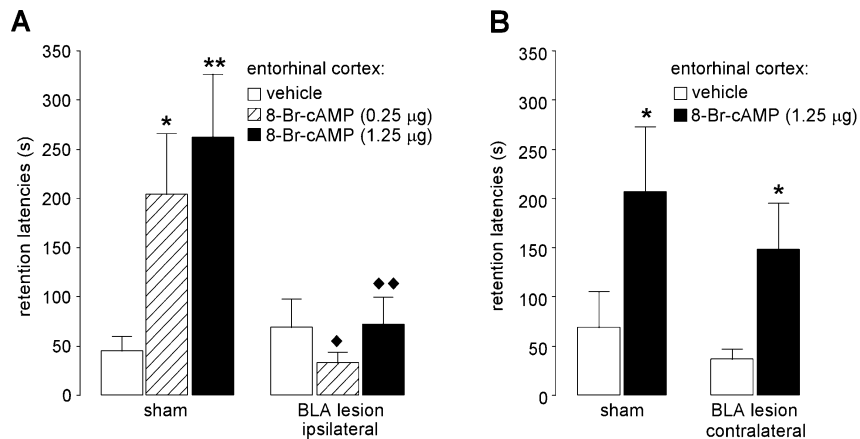 A
350
300
250
200
150
100
50
0
retention latencies (s)
*
**
entorhinal cortex:
vehicle
8-Br-cAMP (0.25 µg)
8-Br-cAMP (1.25 µg)
◆
◆◆
sham
BLA lesion
ipsilateral
B
350
300
250
200
150
100
50
0
retention latencies (s)
*
*
entorhinal cortex:
vehicle
8-Br-cAMP (1.25 µg)
sham
BLA lesion
contralateral